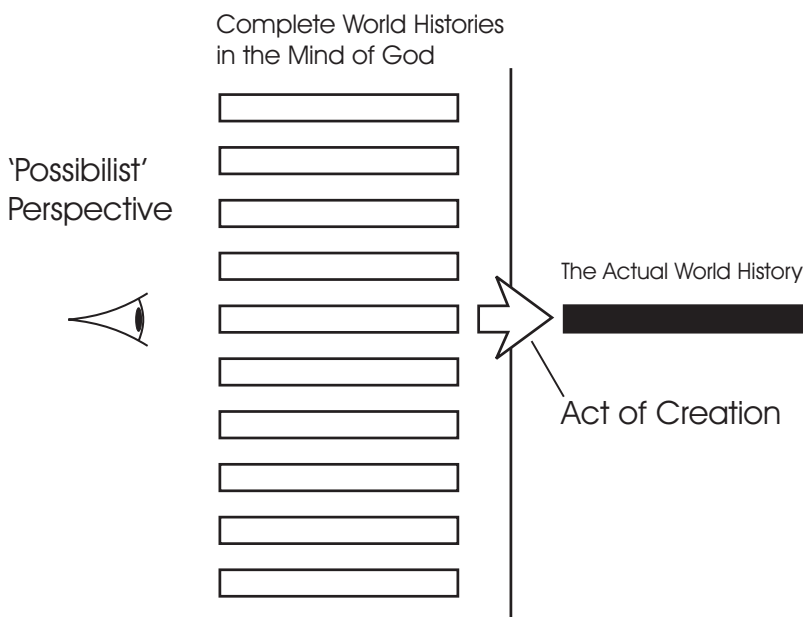 Complete World Histories
in the Mind of God
‘Possibilist’
Perspective
The Actual World History
Act of Creation